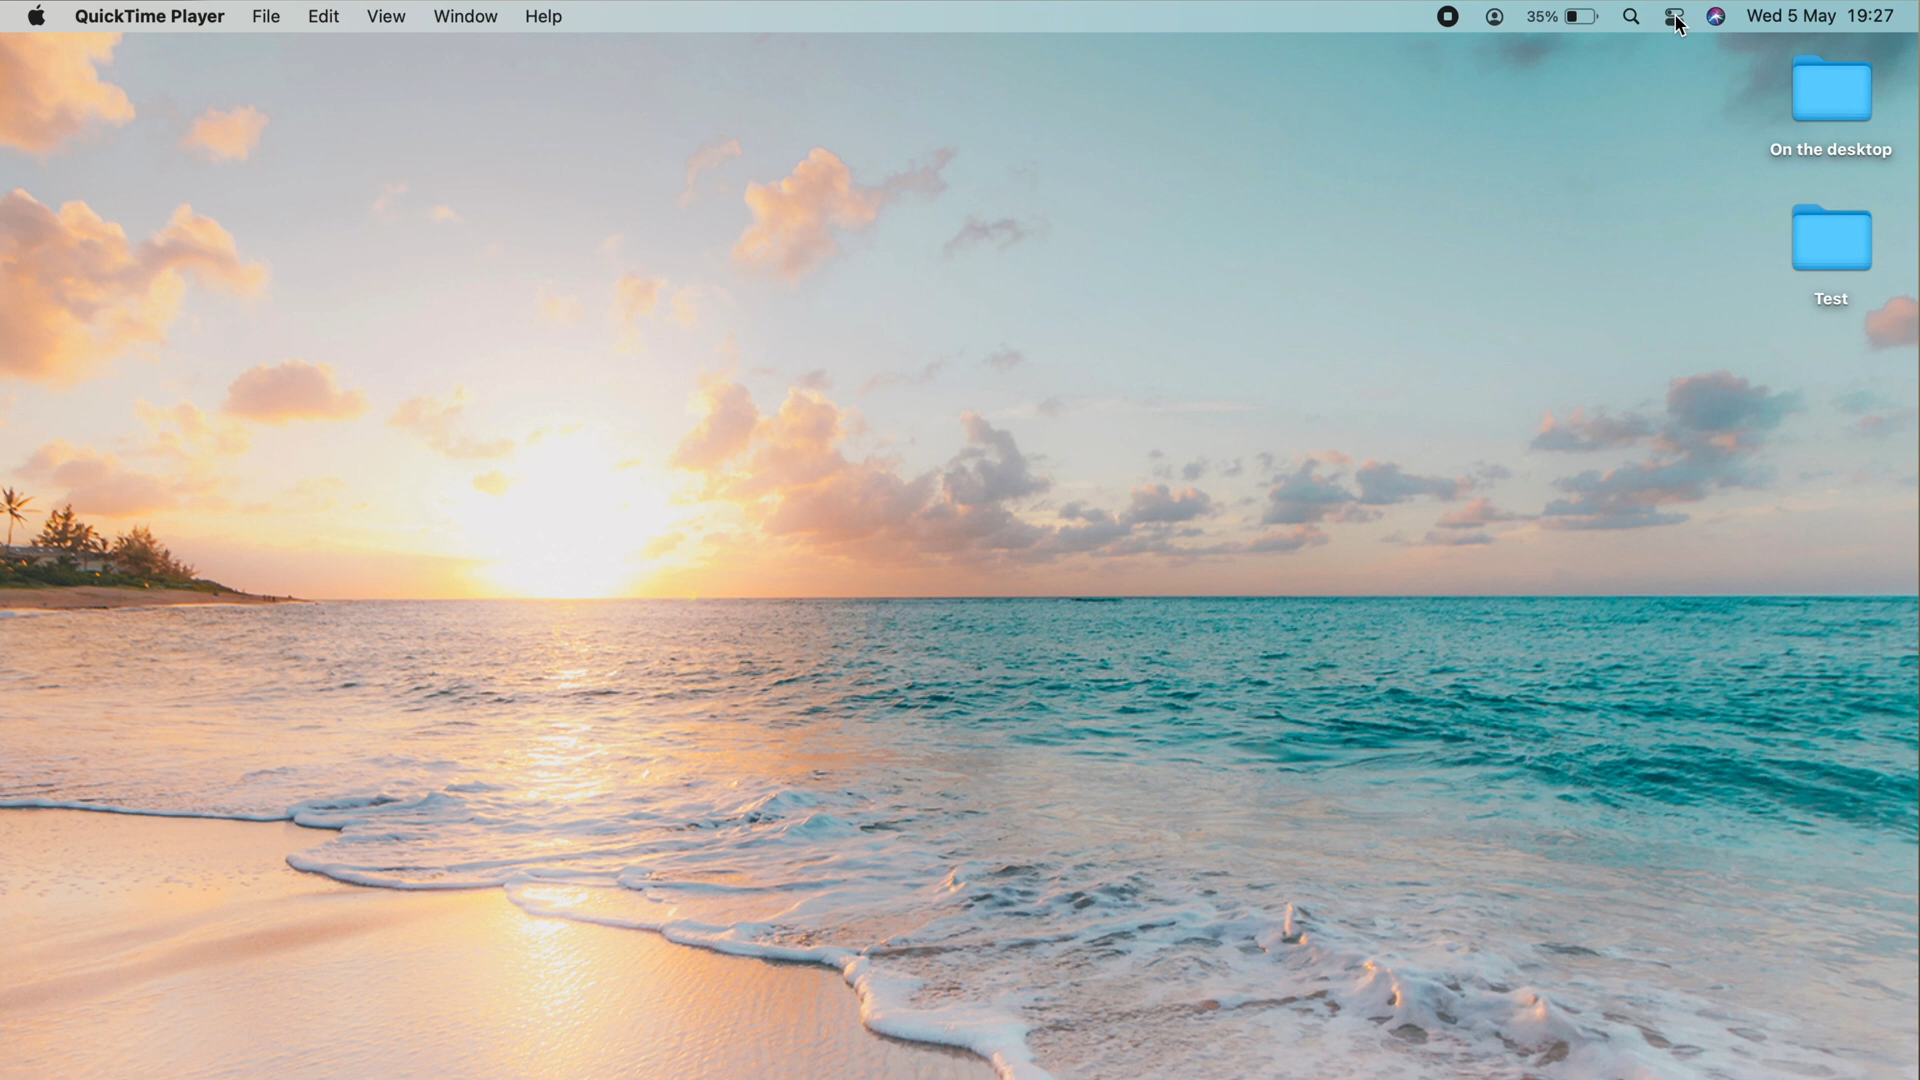 QuickTime Player File Edit View Window Help 35% Wed 5 May 19:27
On the desktop
Test